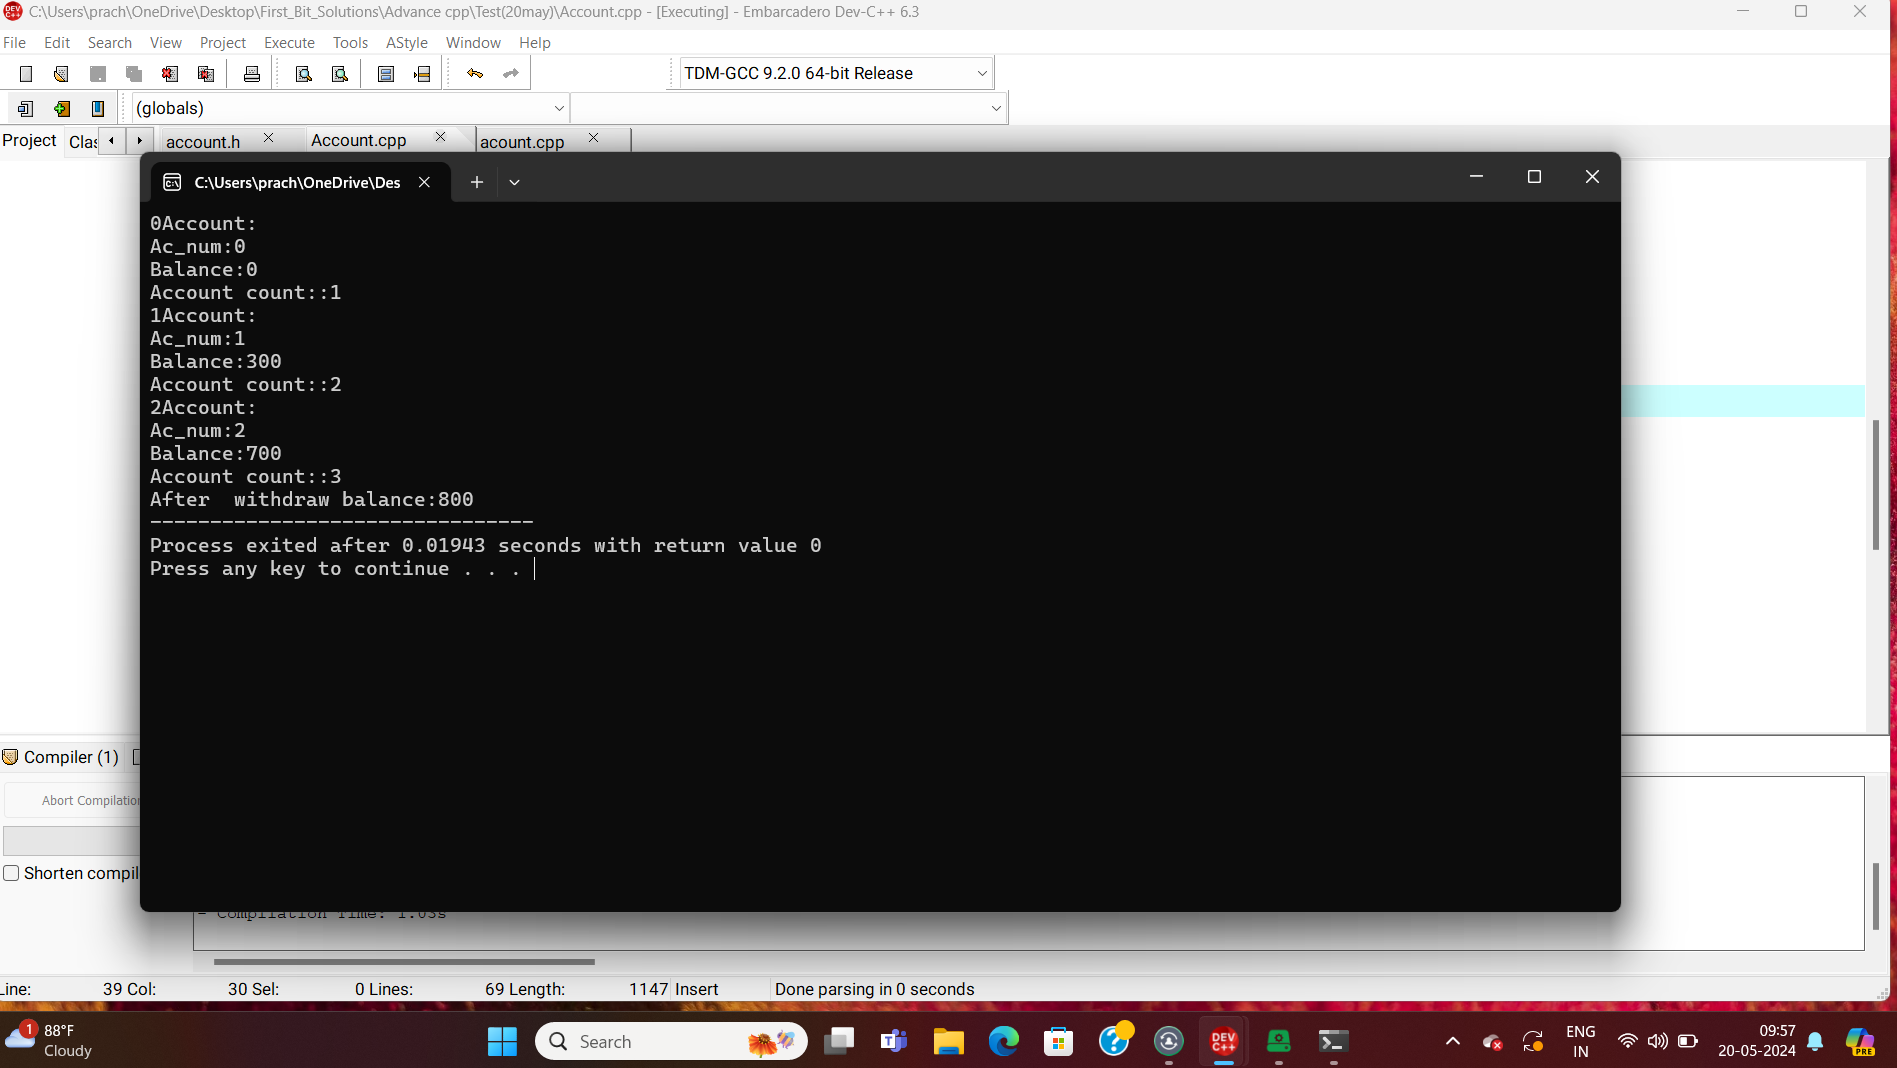 C:\Users\prach\OneDrive\Desktop\First_Bit_Solutions\Advance cpp\Test(20may)\Account.cpp - [Executing] - Embarcadero Dev-C++ 6.3
File Edit Search View Project Execute Tools AStyle Window Help
TDM-GCC 9.2.0 64-bit Release
(globals)
Project Clas account.h Account.cpp acount.cpp
C:\Users\prach\OneDrive\Des
0Account:
Ac_num:0
Balance:0
Account count::1
1Account:
Ac_num:1
Balance:300
Account count::2
2Account:
Ac_num:2
Balance:700
Account count::3
After  withdraw balance:800
--------------------------------
Process exited after 0.01943 seconds with return value 0
Press any key to continue . . .
Compiler (1)
Abort Compilation
Shorten compil
- Compilation Time: 1.03s
Line: 39 Col: 30 Sel: 0 Lines: 69 Length: 1147 Insert Done parsing in 0 seconds
1
88°F
Cloudy
Search
DEV C++
ENG
IN
09:57
20-05-2024
PRE